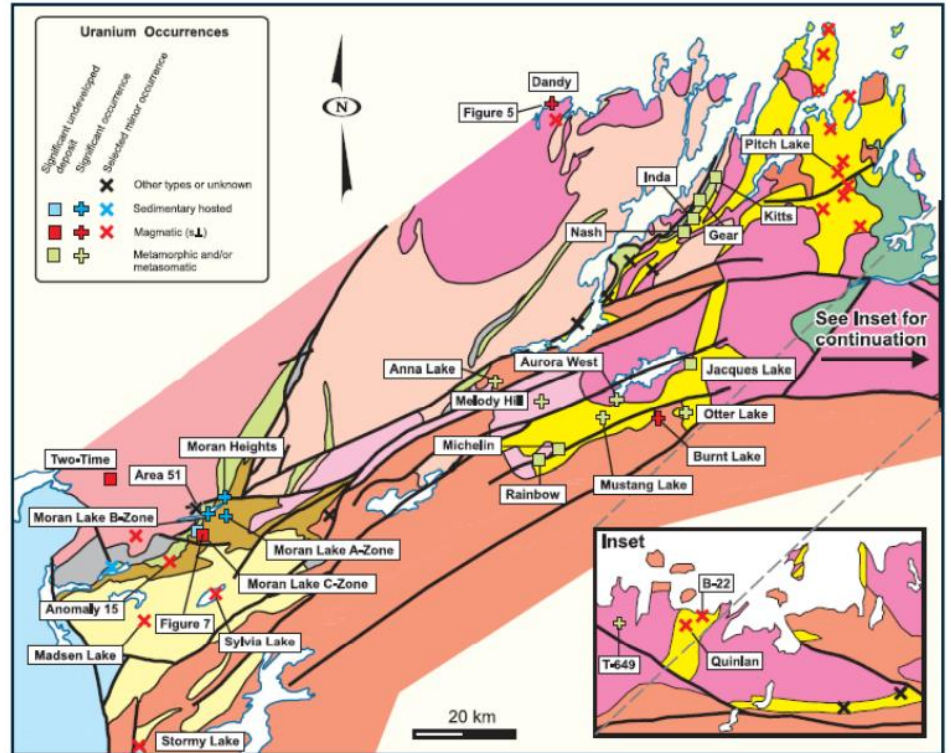 Uranium Occurrences
Significant undeveloped
deposit
Significant occurrence
Selected minor occurrence
Other types or unknown
Sedimentary hosted
Magmatic (s⊥)
Metamorphic and/or
metasomatic
N
Dandy
Figure 5
Pitch Lake
Inda
Kitts
Nash
Gear
See Inset for
continuation
Anna Lake
Aurora West
Jacques Lake
Melody Hill
Otter Lake
Moran Heights
Michelin
Two-Time
Area 51
Burnt Lake
Rainbow
Mustang Lake
Moran Lake B-Zone
Moran Lake A-Zone
Moran Lake C-Zone
Anomaly 15
Figure 7
Sylvia Lake
Madsen Lake
Stormy Lake
20 km
Inset
B-22
T-649
Quinlan